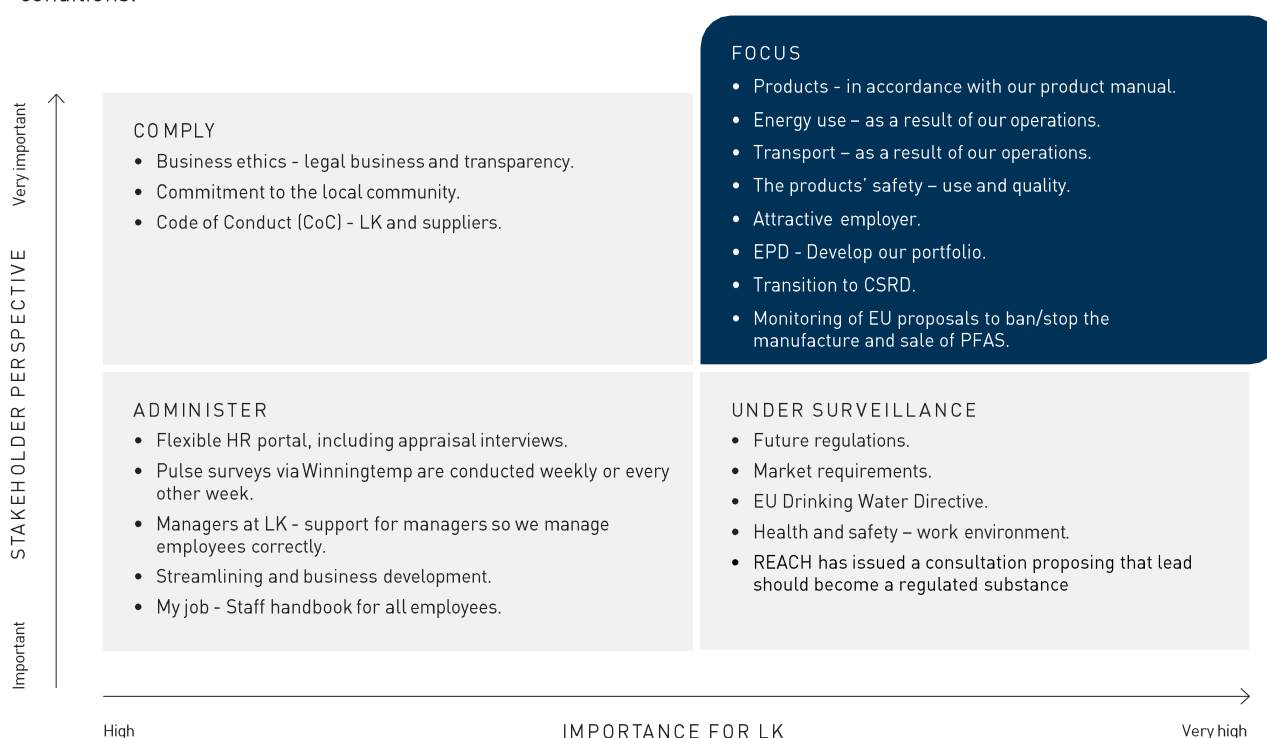 conditions.
FOCUS
• Products - in accordance with our product manual.
• Energy use – as a result of our operations.
• Transport – as a result of our operations.
• The products' safety – use and quality.
• Attractive employer.
• EPD - Develop our portfolio.
• Transition to CSRD.
• Monitoring of EU proposals to ban/stop the
manufacture and sale of PFAS.
COMPLY
• Business ethics - legal business and transparency.
• Commitment to the local community.
• Code of Conduct (CoC) - LK and suppliers.
ADMINISTER
• Flexible HR portal, including appraisal interviews.
• Pulse surveys via Winningtemp are conducted weekly or every
other week.
• Managers at LK - support for managers so we manage
employees correctly.
• Streamlining and business development.
• My job - Staff handbook for all employees.
UNDER SURVEILLANCE
• Future regulations.
• Market requirements.
• EU Drinking Water Directive.
• Health and safety – work environment.
• REACH has issued a consultation proposing that lead
should become a regulated substance
Very important
STAKEHOLDER PERSPECTIVE
Important
High
IMPORTANCE FOR LK
Very high